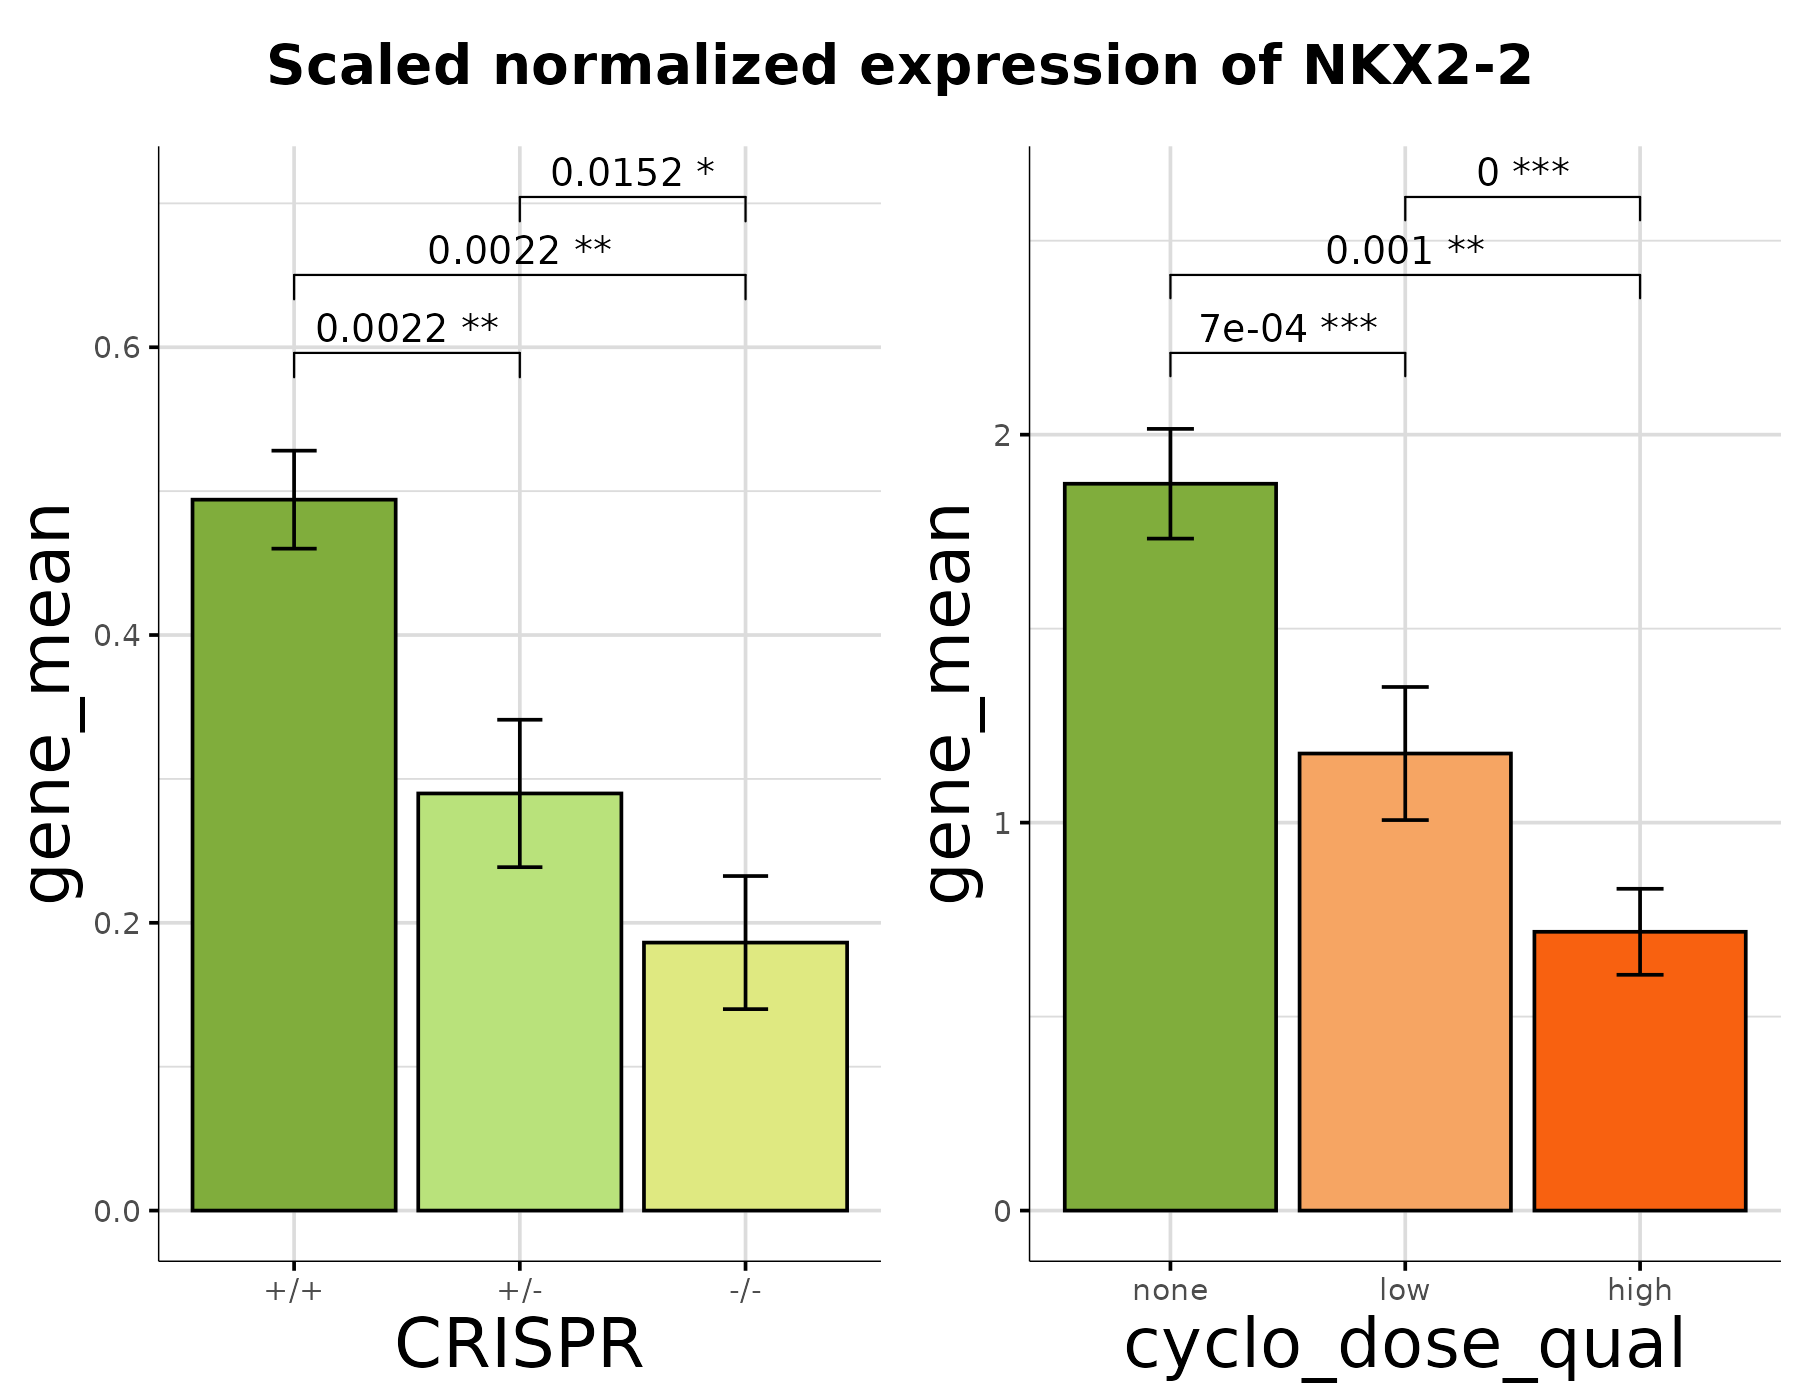 Scaled normalized expression of NKX2-2
gene_mean
0.6
0.4
0.2
0.0
0.0152 *
0.0022 **
0.0022 **
+/+
+/-
-/-
CRISPR
gene_mean
2
1
0
0 ***
0.001 **
7e-04 ***
none
low
high
cyclo_dose_qual